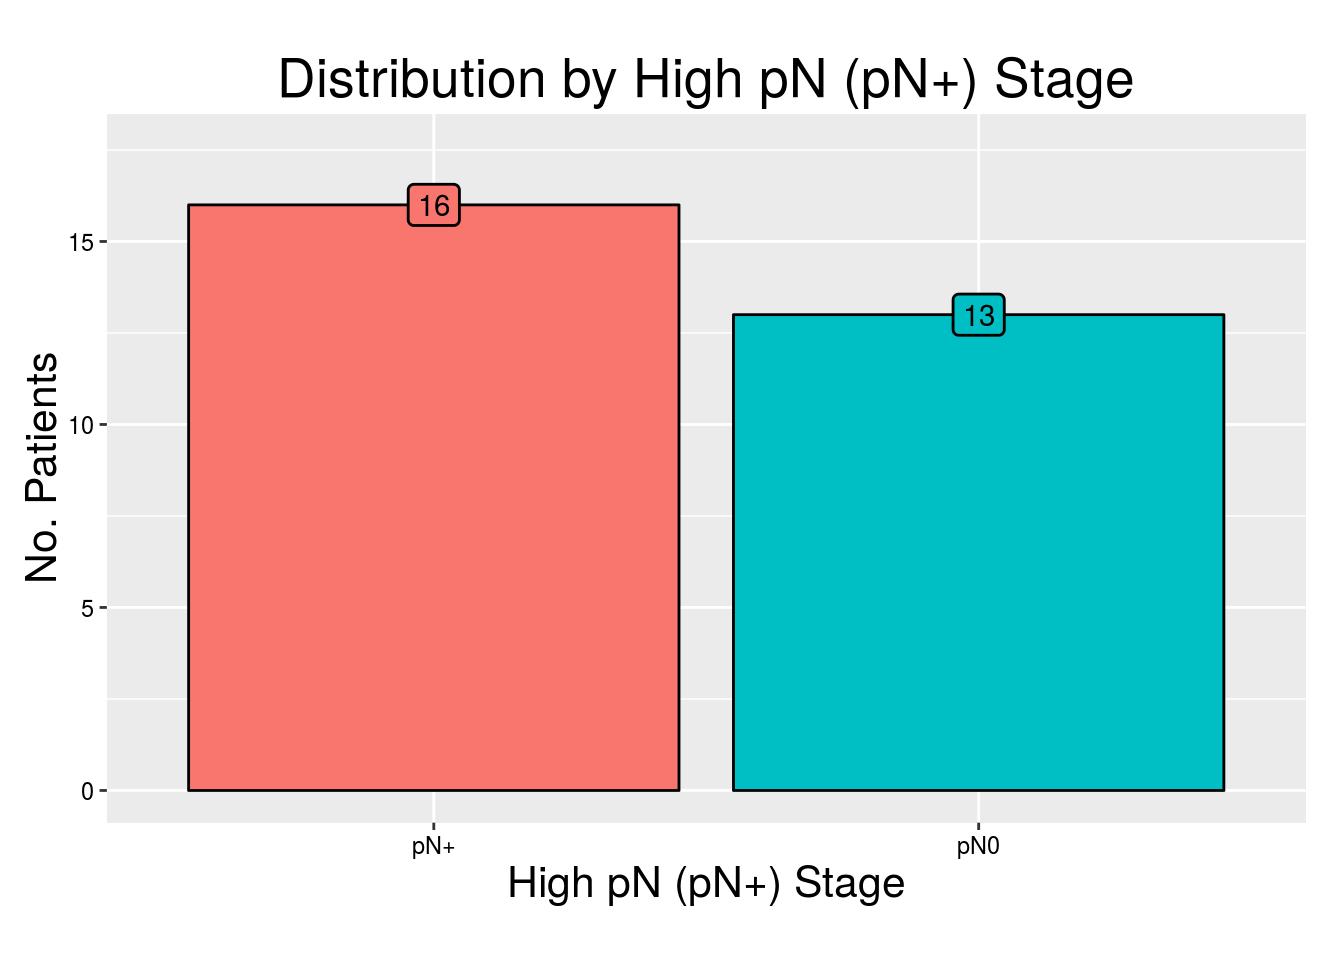 Distribution by High pN (pN+) Stage
16
13
15
10
5
0
No. Patients
pN+
pN0
High pN (pN+) Stage